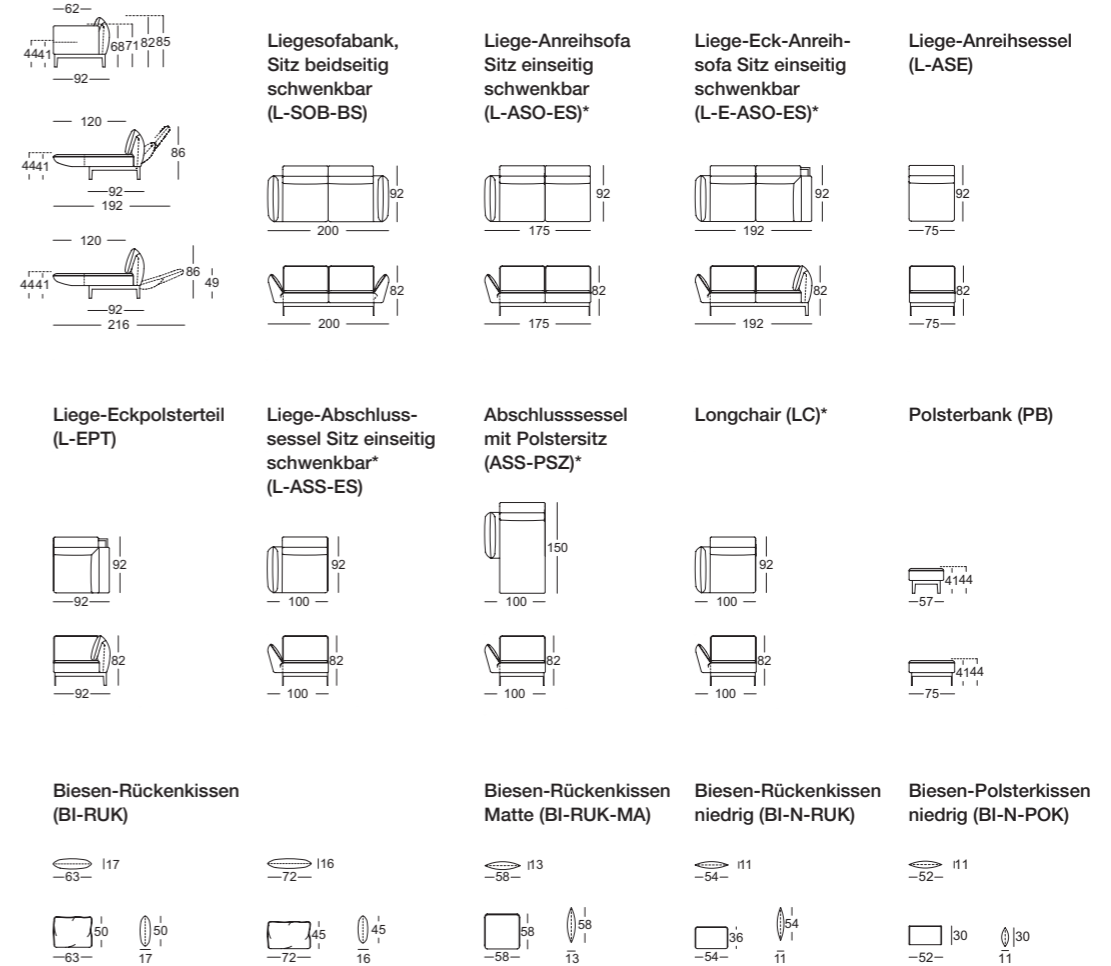 62
4441
68718285
92
120
4441
86
92
192
120
4441
86
49
92
216
Liegesofabank,
Sitz beidseitig
schwenkbar
(L-SOB-BS)
92
200
82
200
Liege-Anreihsofa
Sitz einseitig
schwenkbar
(L-ASO-ES)*
92
175
82
175
Liege-Eck-Anreih-
sofa Sitz einseitig
schwenkbar
(L-E-ASO-ES)*
92
192
82
192
Liege-Anreihsessel
(L-ASE)
92
75
82
75
Liege-Eckpolsterteil
(L-EPT)
92
92
82
92
Liege-Abschluss-
sessel Sitz einseitig
schwenkbar*
(L-ASS-ES)
92
100
82
100
Abschlusssessel
mit Polstersitz
(ASS-PSZ)*
150
100
82
100
Longchair (LC)*
92
100
82
100
Polsterbank (PB)
4144
57
4144
75
Biesen-Rückenkissen
(BI-RUK)
17
63
50
50
63
17
16
72
45
45
72
16
Biesen-Rückenkissen
Matte (BI-RUK-MA)
13
58
58
58
58
13
Biesen-Rückenkissen
niedrig (BI-N-RUK)
11
54
36
54
54
11
Biesen-Polsterkissen
niedrig (BI-N-POK)
11
52
30
30
52
11